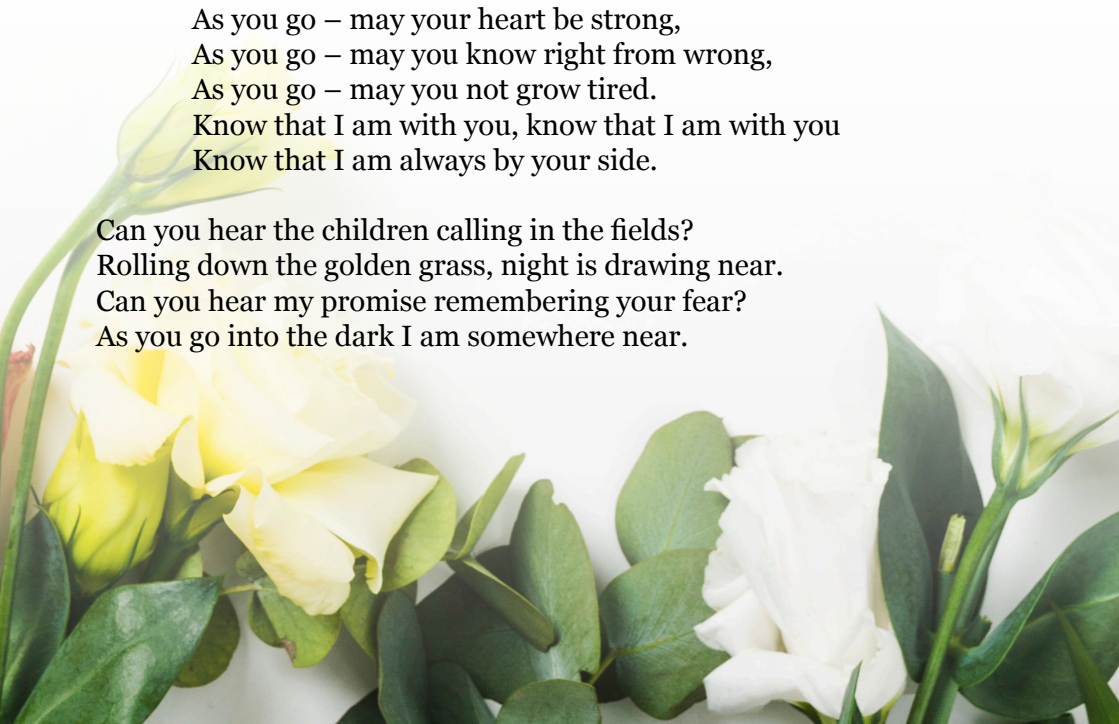 As you go – may your heart be strong,
As you go – may you know right from wrong,
As you go – may you not grow tired.
Know that I am with you, know that I am with you
Know that I am always by your side.
Can you hear the children calling in the fields?
Rolling down the golden grass, night is drawing near.
Can you hear my promise remembering your fear?
As you go into the dark I am somewhere near.